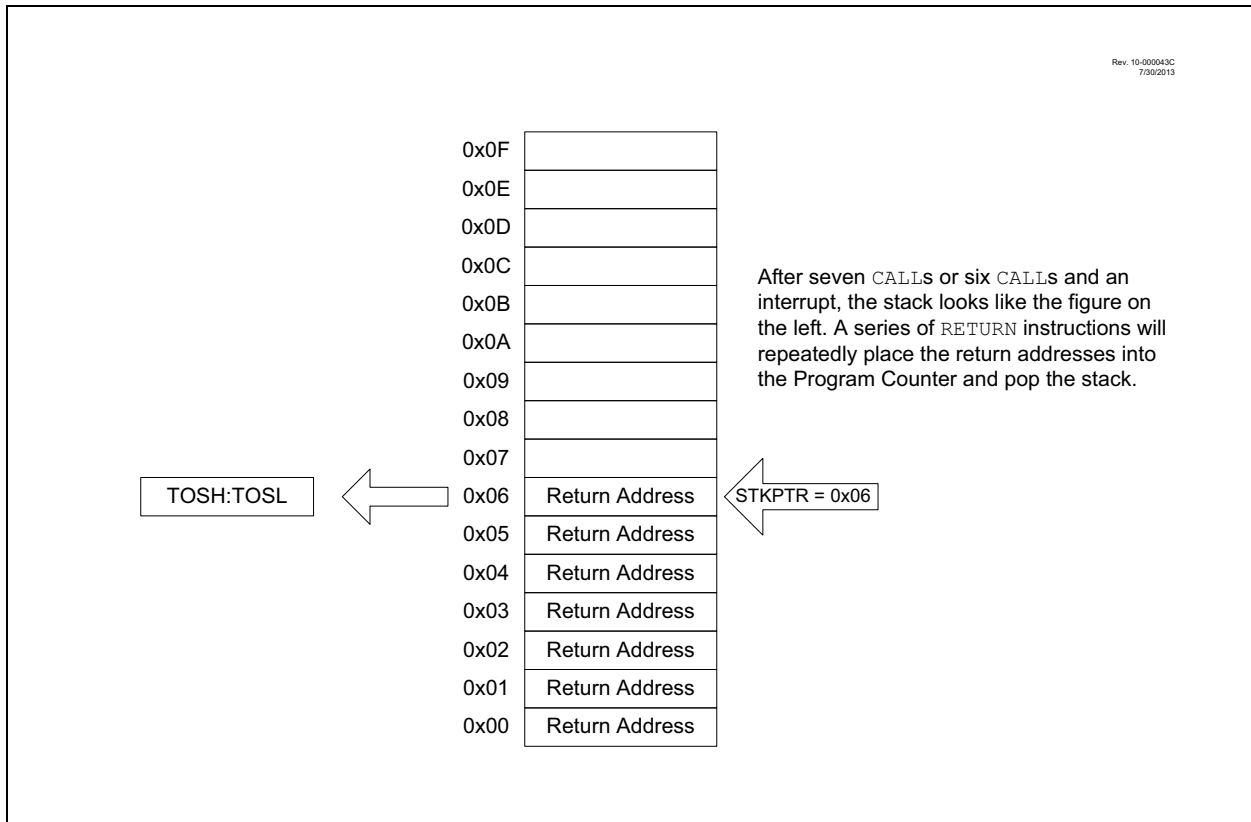 Rev. 10-000043C
7/30/2013
0x0F
0x0E
0x0D
0x0C
0x0B
0x0A
0x09
0x08
0x07
After seven CALLs or six CALLs and an
interrupt, the stack looks like the figure on
the left. A series of RETURN instructions will
repeatedly place the return addresses into
the Program Counter and pop the stack.
TOSH:TOSL
0x06 Return Address STKPTR = 0x06
0x05 Return Address
0x04 Return Address
0x03 Return Address
0x02 Return Address
0x01 Return Address
0x00 Return Address